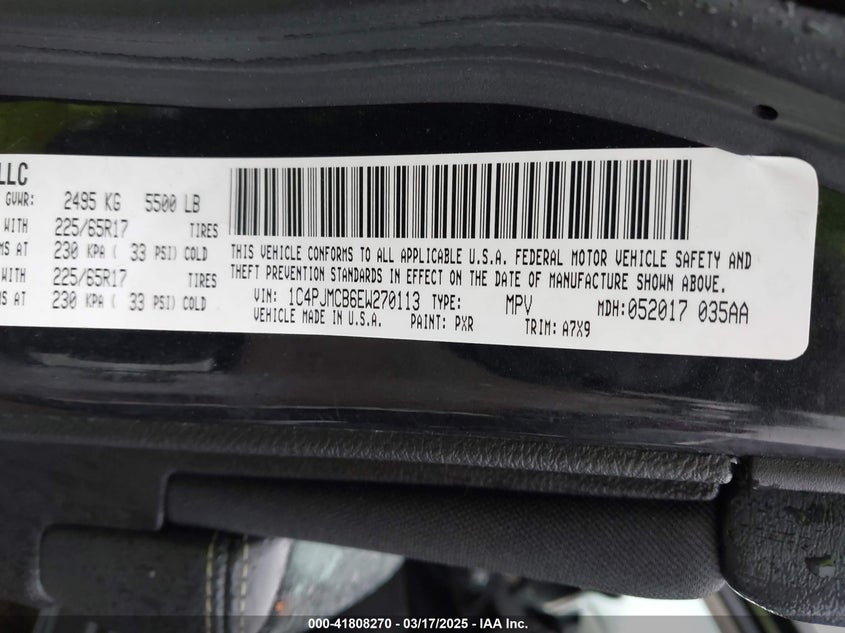 LLC
GVWR: 2495 KG 5500 LB
WITH 225/65R17 TIRES
MS AT 230 KPA ( 33 PSI) COLD
WITH 225/65R17 TIRES
MS AT 230 KPA ( 33 PSI) COLD
THIS VEHICLE CONFORMS TO ALL APPLICABLE U.S.A. FEDERAL MOTOR VEHICLE SAFETY AND
THEFT PREVENTION STANDARDS IN EFFECT ON THE DATE OF MANUFACTURE SHOWN ABOVE.
VIN: 1C4PJMCB6EW270113 TYPE: MPV MDH:052017 035AA
VEHICLE MADE IN U.S.A. PAINT: PXR TRIM: A7X9
000-41808270 - 03/17/2025 - IAA Inc.